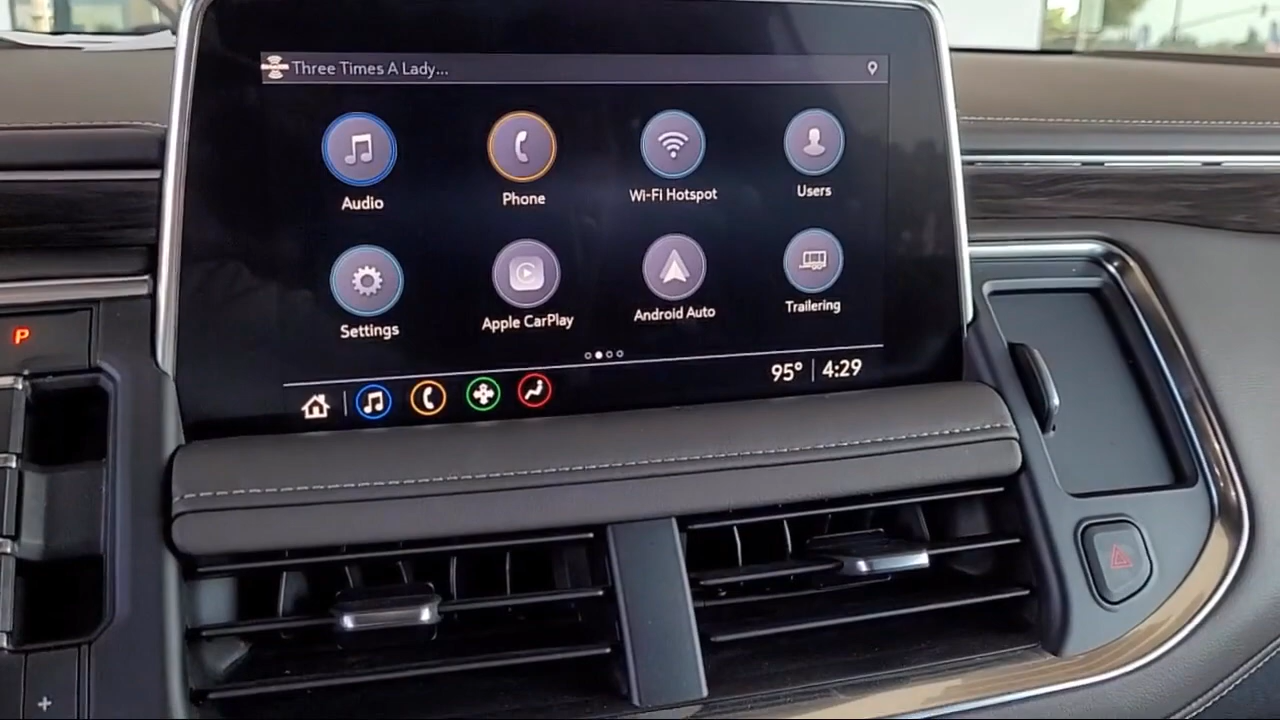 Three Times A Lady...
Audio
Phone
Wi-Fi Hotspot
Users
Settings
Apple CarPlay
Android Auto
Trailering
95° 4:29
P
+